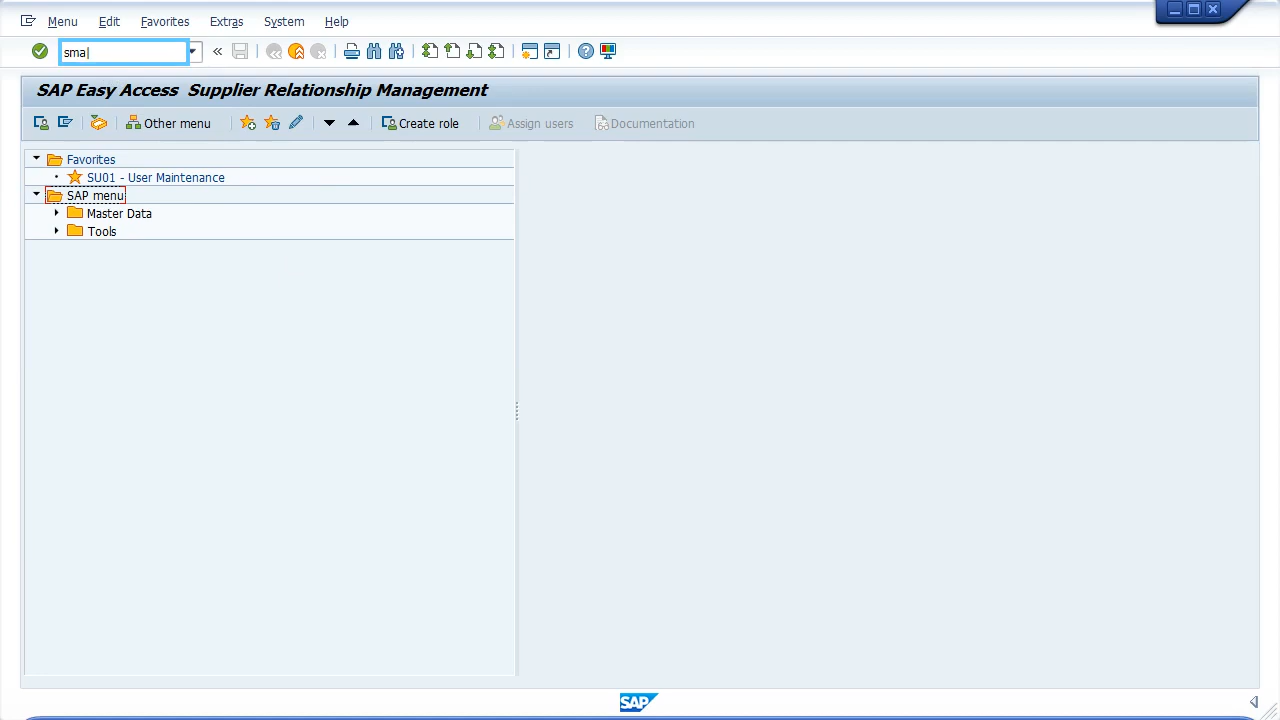 Menu Edit Favorites Extras System Help
sma
SAP Easy Access Supplier Relationship Management
Other menu Create role Assign users Documentation
Favorites
SU01 - User Maintenance
SAP menu
Master Data
Tools
SAP